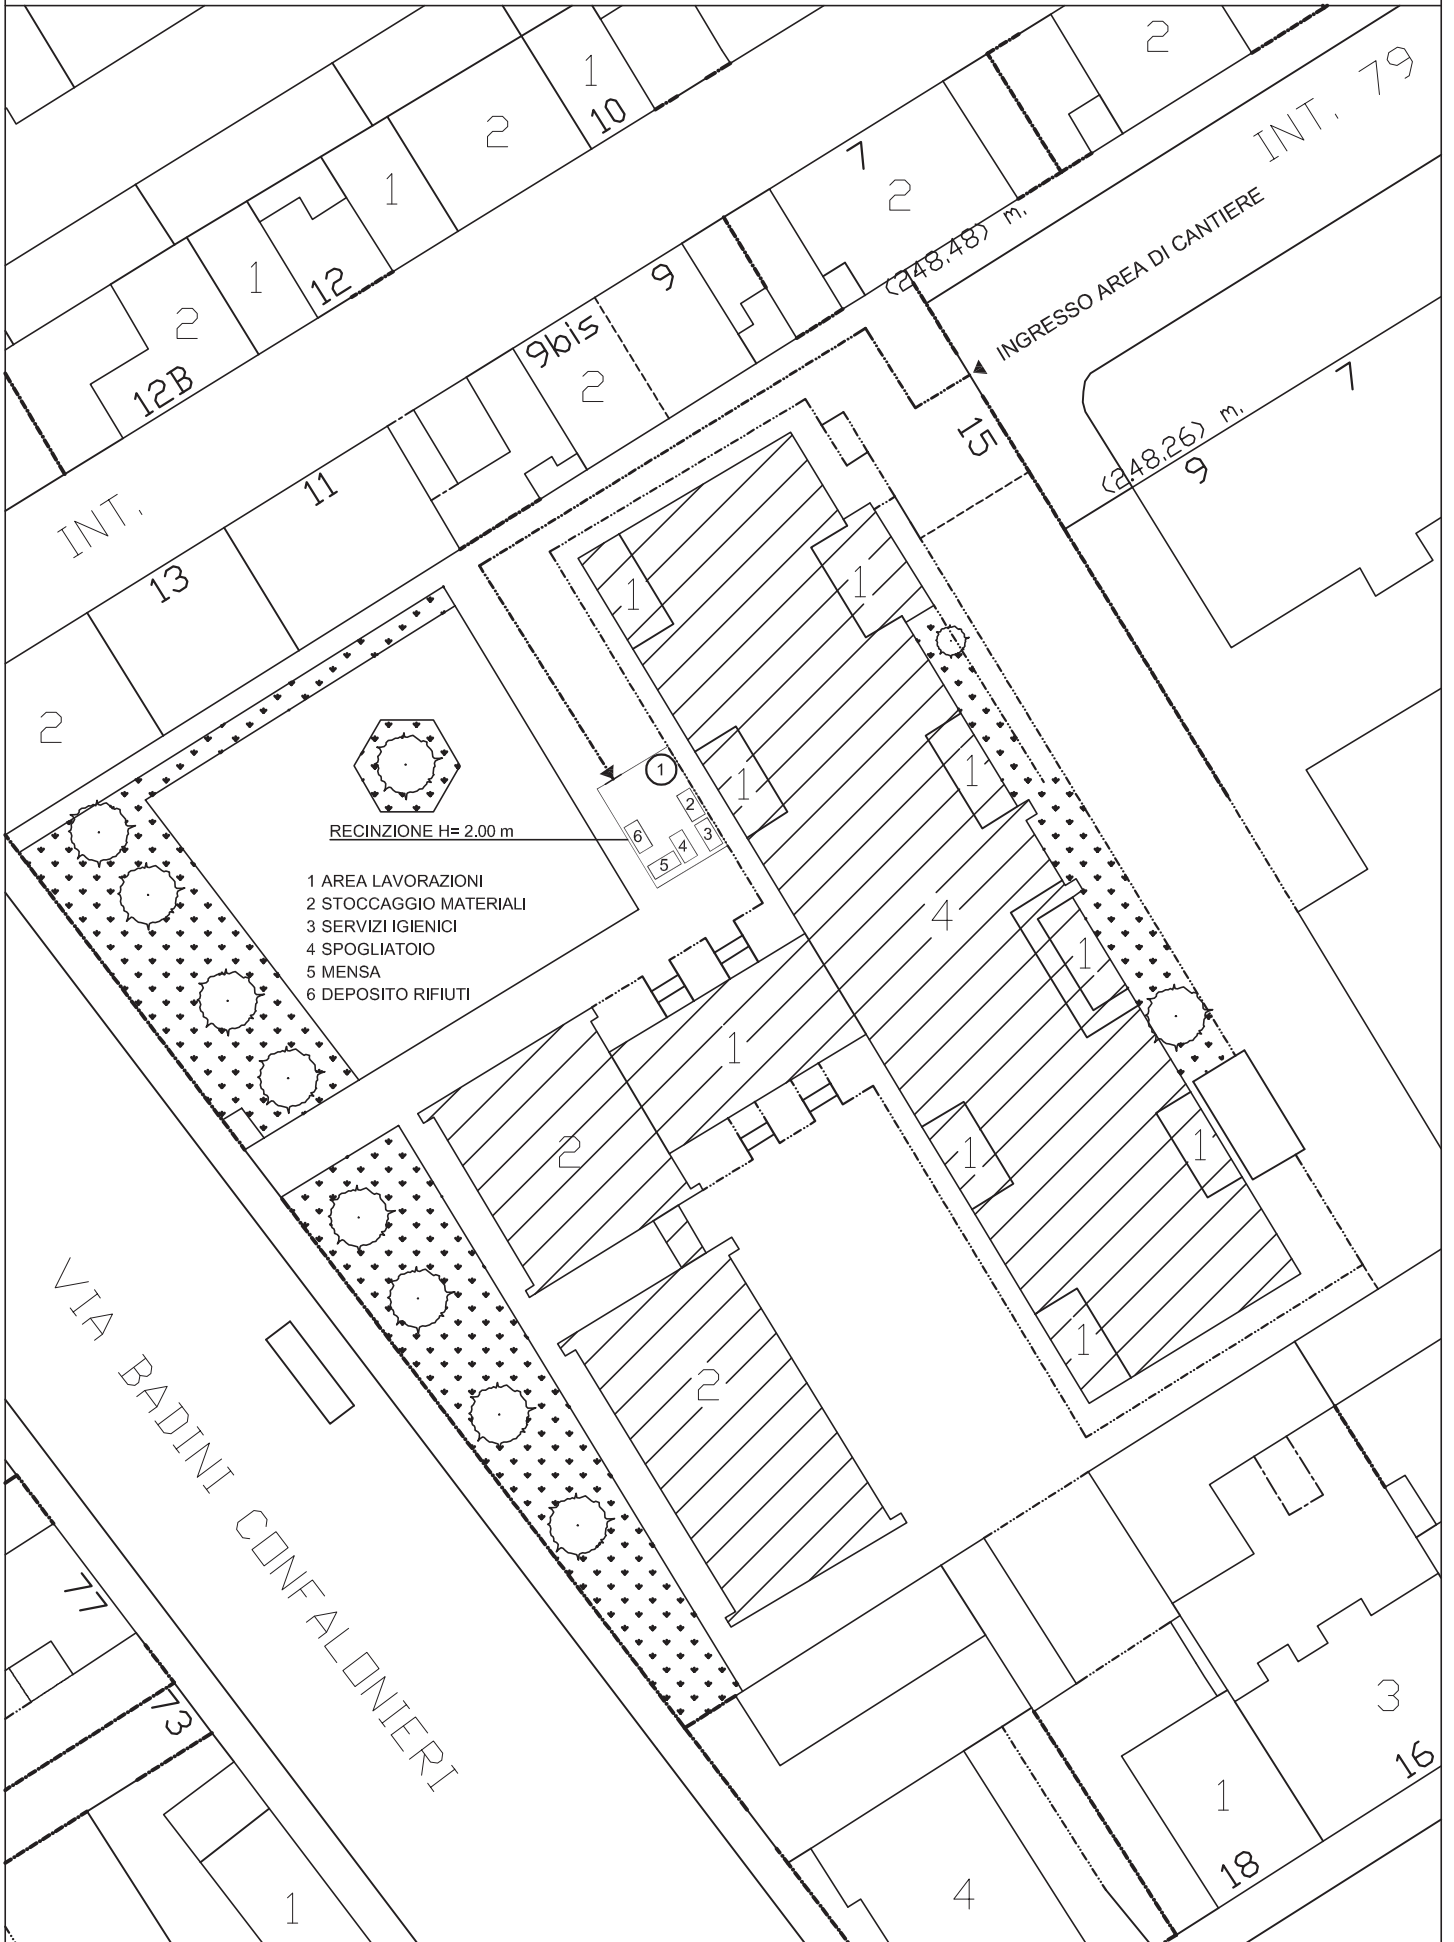 2
1
10
2
INT. 79
1
7
2
12
1
(248.48) m.
INGRESSO AREA DI CANTIERE
2
12B
9
9bis
2
7
15
(248.26) m.
9
11
INT.
13
1
1
2
1
1
1
2
3
4
5
6
RECINZIONE H= 2.00 m
1 AREA LAVORAZIONI
2 STOCCAGGIO MATERIALI
3 SERVIZI IGIENICI
4 SPOGLIATOIO
5 MENSA
6 DEPOSITO RIFIUTI
4
1
1
2
1
1
1
2
VIA BADINI CONFALONIERI
77
73
3
16
1
18
4
1